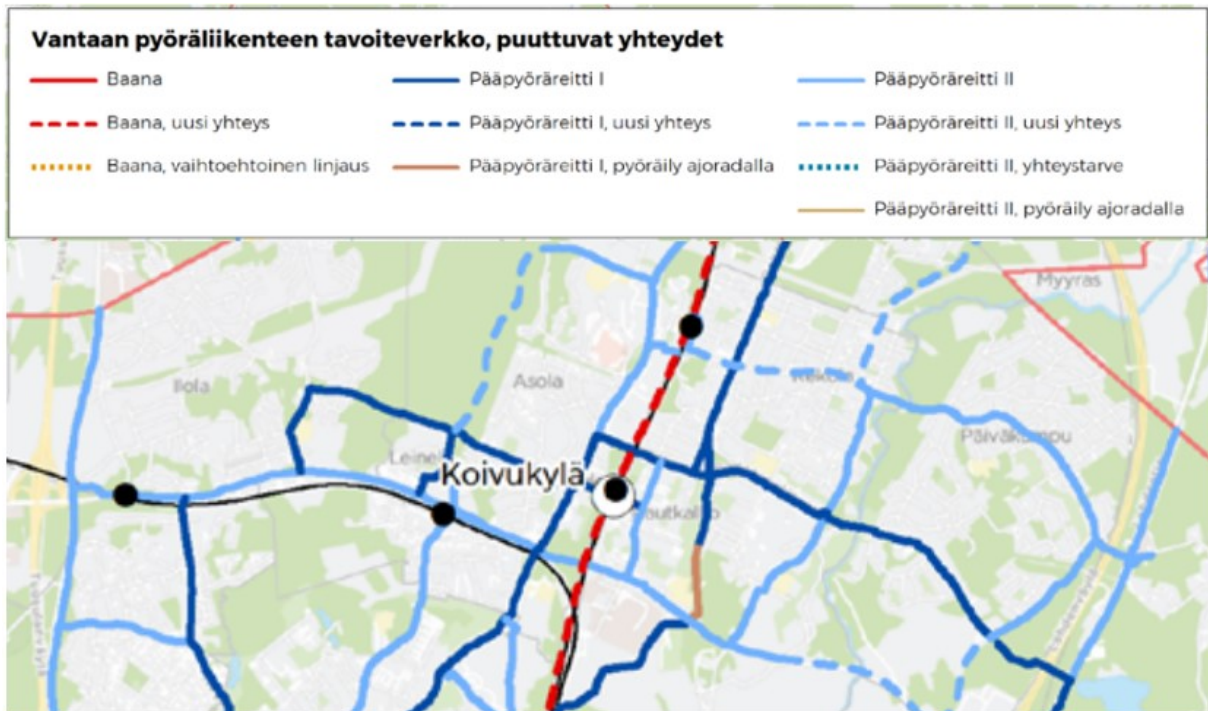 Vantaan pyöräliikenteen tavoiteverkko, puuttuvat yhteydet
Baana
Pääpyöräreitti I
Pääpyöräreitti II
Baana, uusi yhteys
Pääpyöräreitti I, uusi yhteys
Pääpyöräreitti II, uusi yhteys
Baana, vaihtoehtoinen linjaus
Pääpyöräreitti I, pyöräily ajoradalla
Pääpyöräreitti II, yhteystarve
Pääpyöräreitti II, pyöräily ajoradalla
Myyras
Ilola
Asola
Rekola
Päiväkumpu
Koivukylä